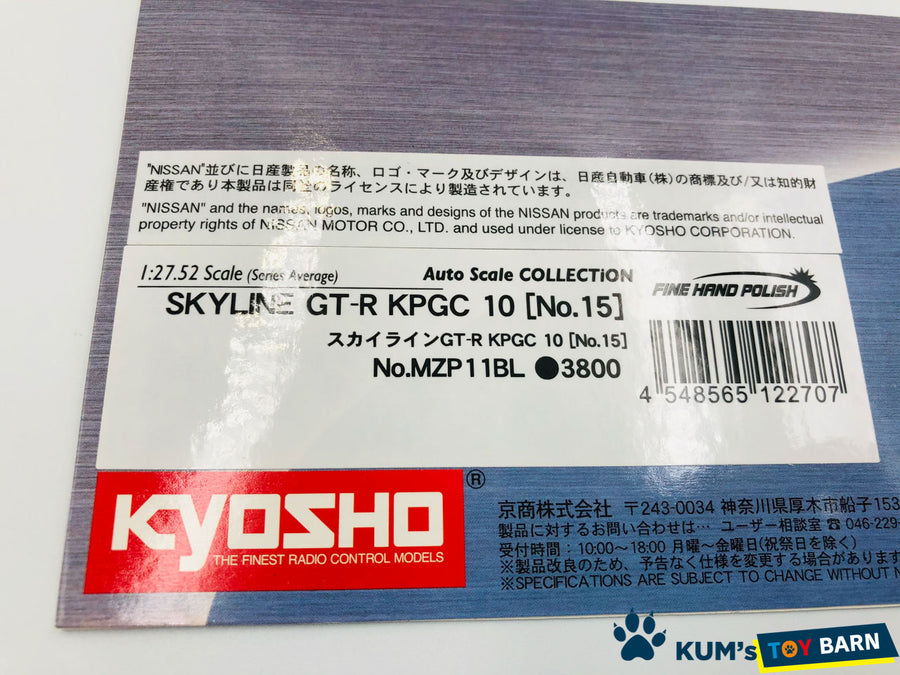 "NISSAN"並びに日産製品の名称、ロゴ・マーク及びデザインは、日産自動車(株)の商標及び/又は知的財
産権であり本製品は同社のライセンスにより製造されています。
"NISSAN" and the names, logos, marks and designs of the NISSAN products are trademarks and/or intellectual
property rights of NISSAN MOTOR CO., LTD. and used under license to KYOSHO CORPORATION.
1:27.52 Scale (Series Average)
Auto Scale COLLECTiON
FINE HAND POLISH
SKYLINE GT-R KPGC 10 [No.15]
スカイラインGT-R KPGC 10 [No.15]
No.MZP11BL ●3800
4 548565 122707
KYOSHO ®
THE FINEST RADIO CONTROL MODELS
京商株式会社 〒243-0034 神奈川県厚木市船子153
製品に対するお問い合わせは… ユーザー相談室 ☎ 046-229-
受付時間：10:00〜18:00 月曜〜金曜日(祝祭日を除く)
※製品改良のため、予告なく仕様を変更する場合があります
※SPECIFICATIONS ARE SUBJECT TO CHANGE WITHOUT N
KUM's TOY BARN